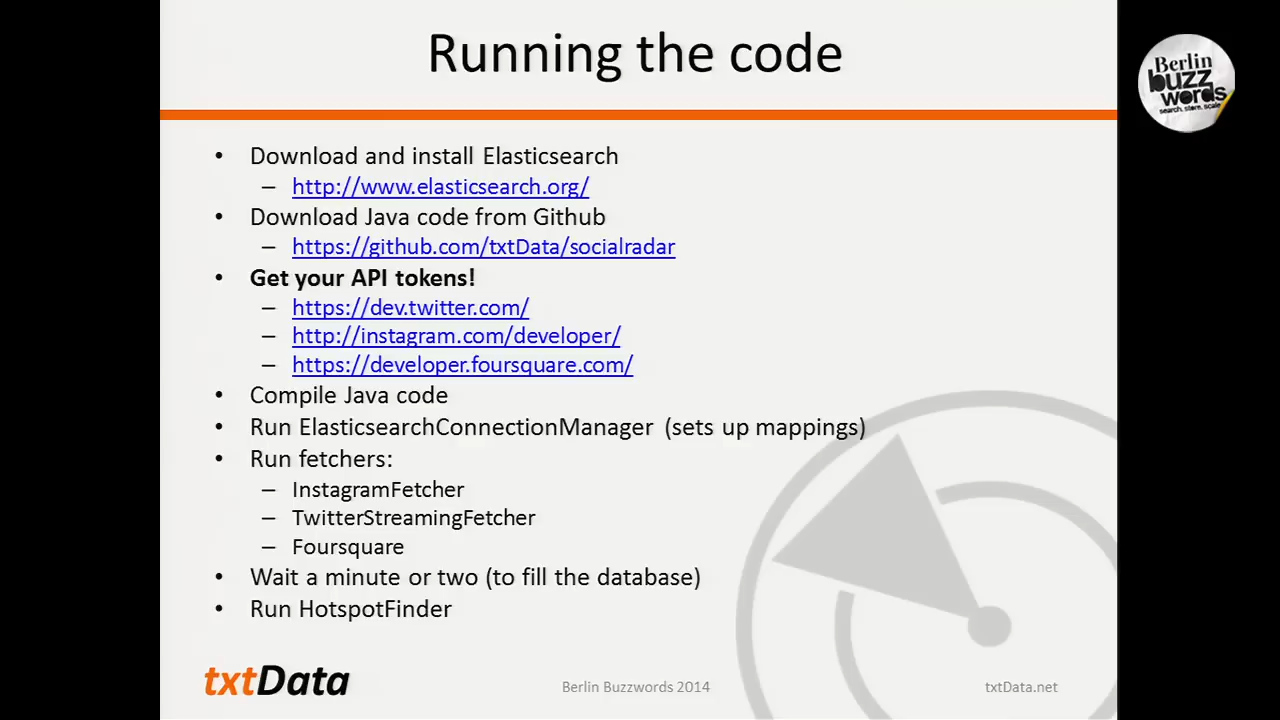 Running the code
Berlin
buzz
words
search. store. scale.
• Download and install Elasticsearch
– http://www.elasticsearch.org/
• Download Java code from Github
– https://github.com/txtData/socialradar
• Get your API tokens!
– https://dev.twitter.com/
– http://instagram.com/developer/
– https://developer.foursquare.com/
• Compile Java code
• Run ElasticsearchConnectionManager (sets up mappings)
• Run fetchers:
– InstagramFetcher
– TwitterStreamingFetcher
– Foursquare
• Wait a minute or two (to fill the database)
• Run HotspotFinder
txtData
Berlin Buzzwords 2014
txtData.net